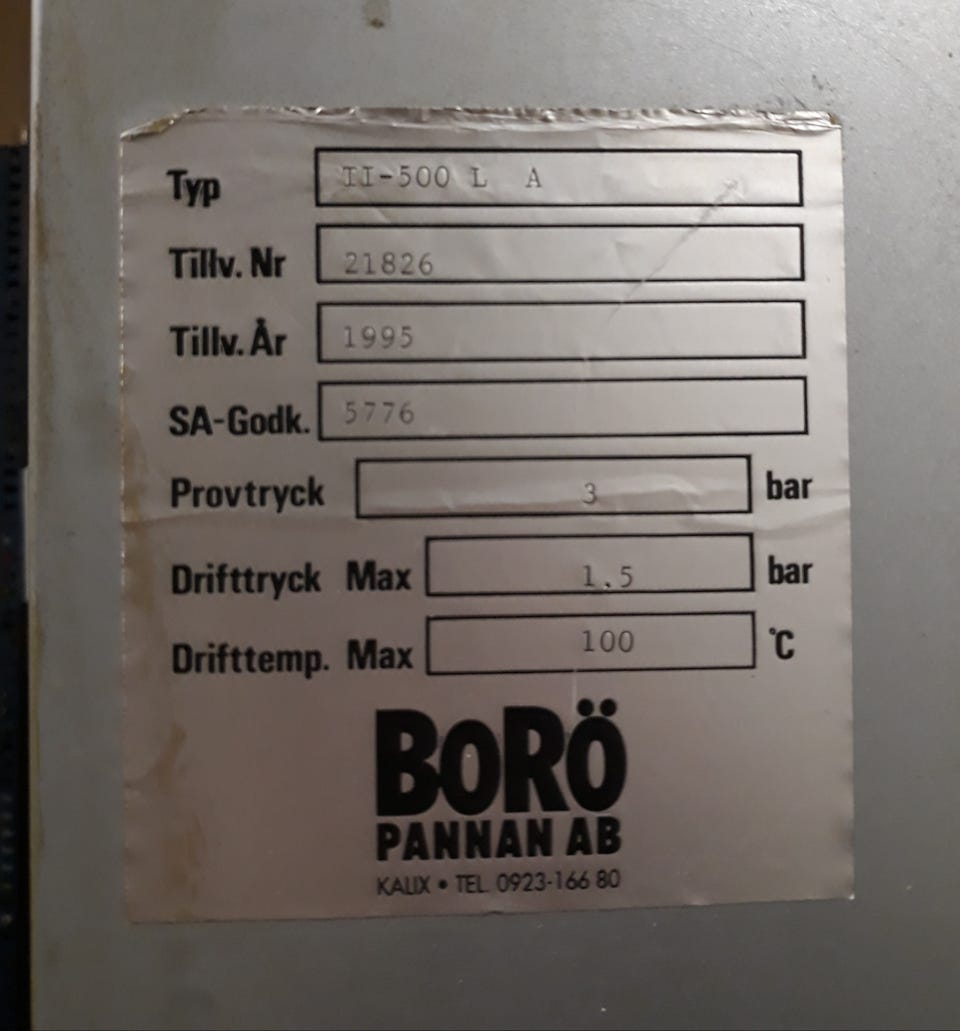 Typ II-500 L A
Tillv. Nr 21826
Tillv. År 1995
SA-Godk. 5776
Provtryck 3 bar
Drifttryck Max 1.5 bar
Drifttemp. Max 100 °C
BORÖ
PANNAN AB
KALIX • TEL. 0923-166 80